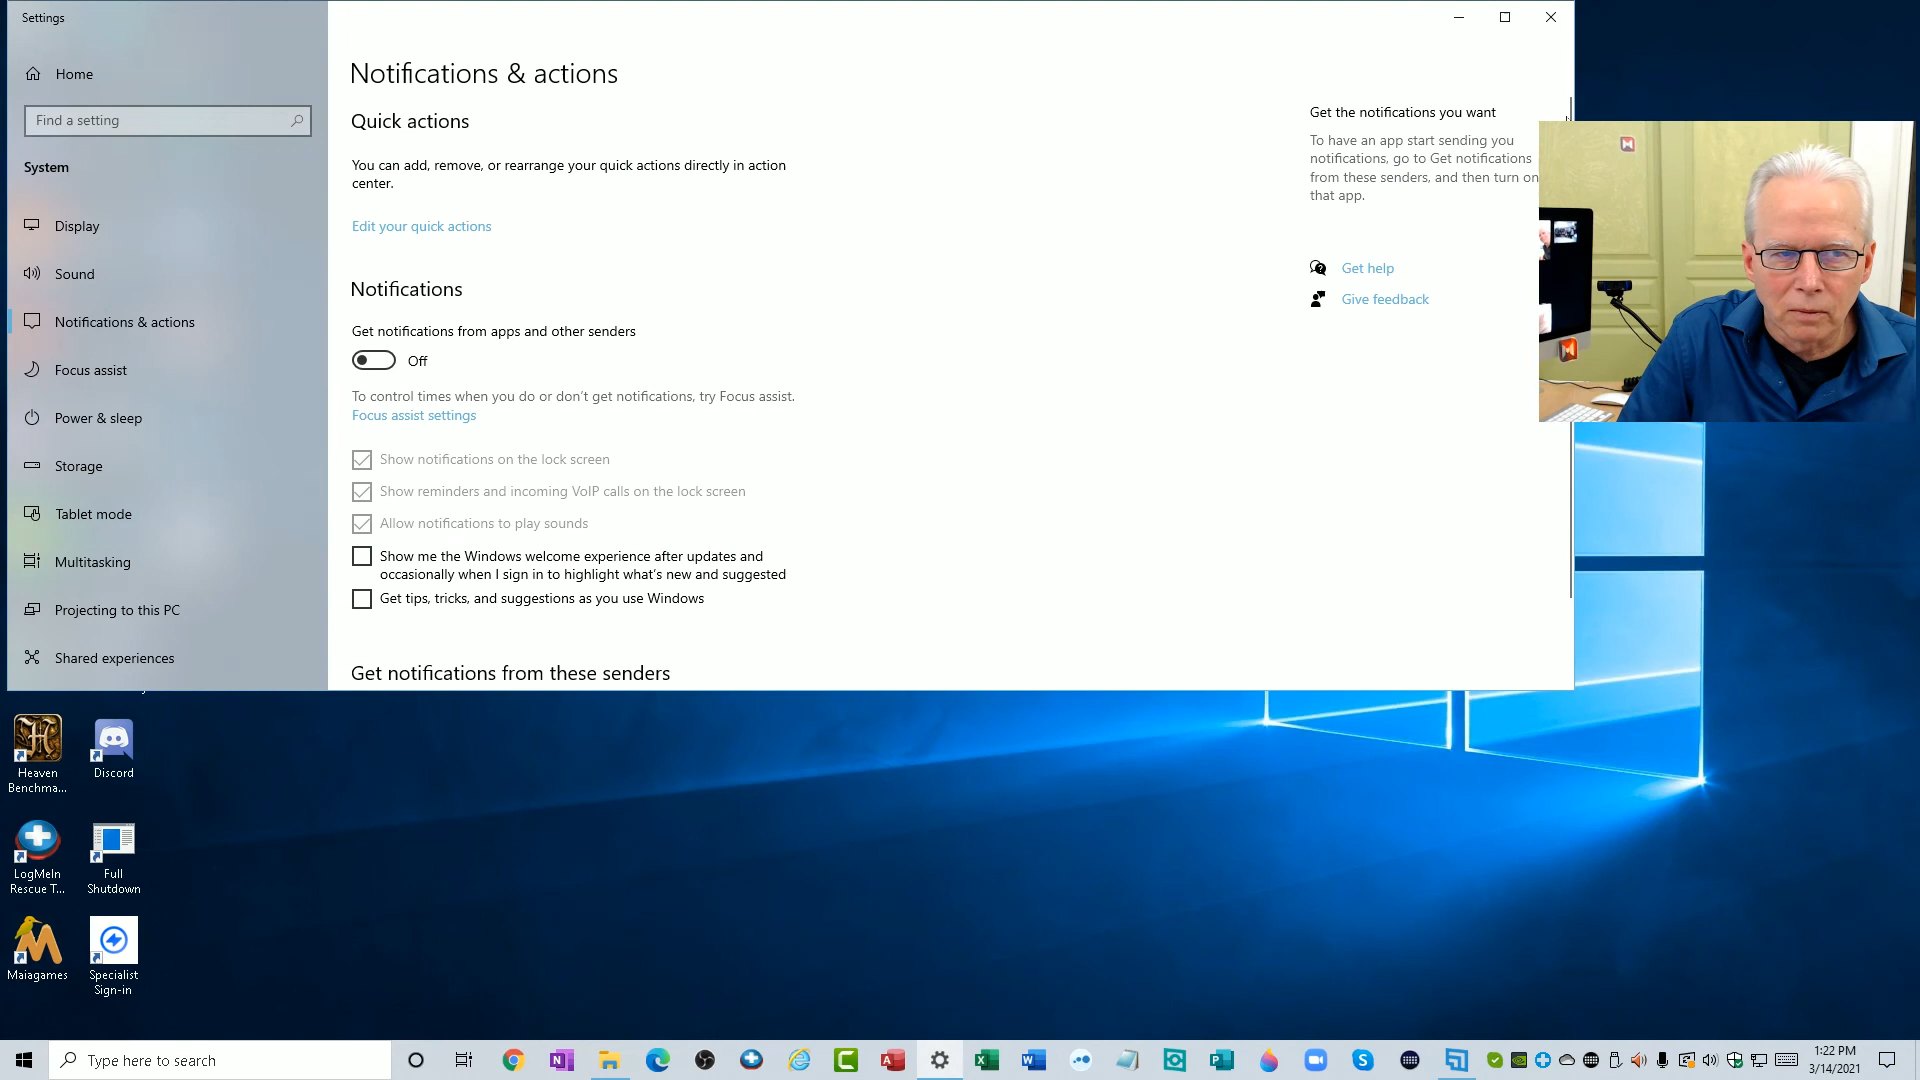 Settings
Home
Find a setting
System
Display
Sound
Notifications & actions
Focus assist
Power & sleep
Storage
Tablet mode
Multitasking
Projecting to this PC
Shared experiences
Notifications & actions
Quick actions
You can add, remove, or rearrange your quick actions directly in action
center.
Edit your quick actions
Notifications
Get notifications from apps and other senders
Off
To control times when you do or don't get notifications, try Focus assist.
Focus assist settings
Show notifications on the lock screen
Show reminders and incoming VoIP calls on the lock screen
Allow notifications to play sounds
Show me the Windows welcome experience after updates and
occasionally when I sign in to highlight what's new and suggested
Get tips, tricks, and suggestions as you use Windows
Get notifications from these senders
Get the notifications you want
To have an app start sending you
notifications, go to Get notifications
from these senders, and then turn on
that app.
Get help
Give feedback
Heaven
Benchma...
Discord
LogMeIn
Rescue T...
Full
Shutdown
Maiagames
Specialist
Sign-in
Type here to search
1:22 PM
3/14/2021